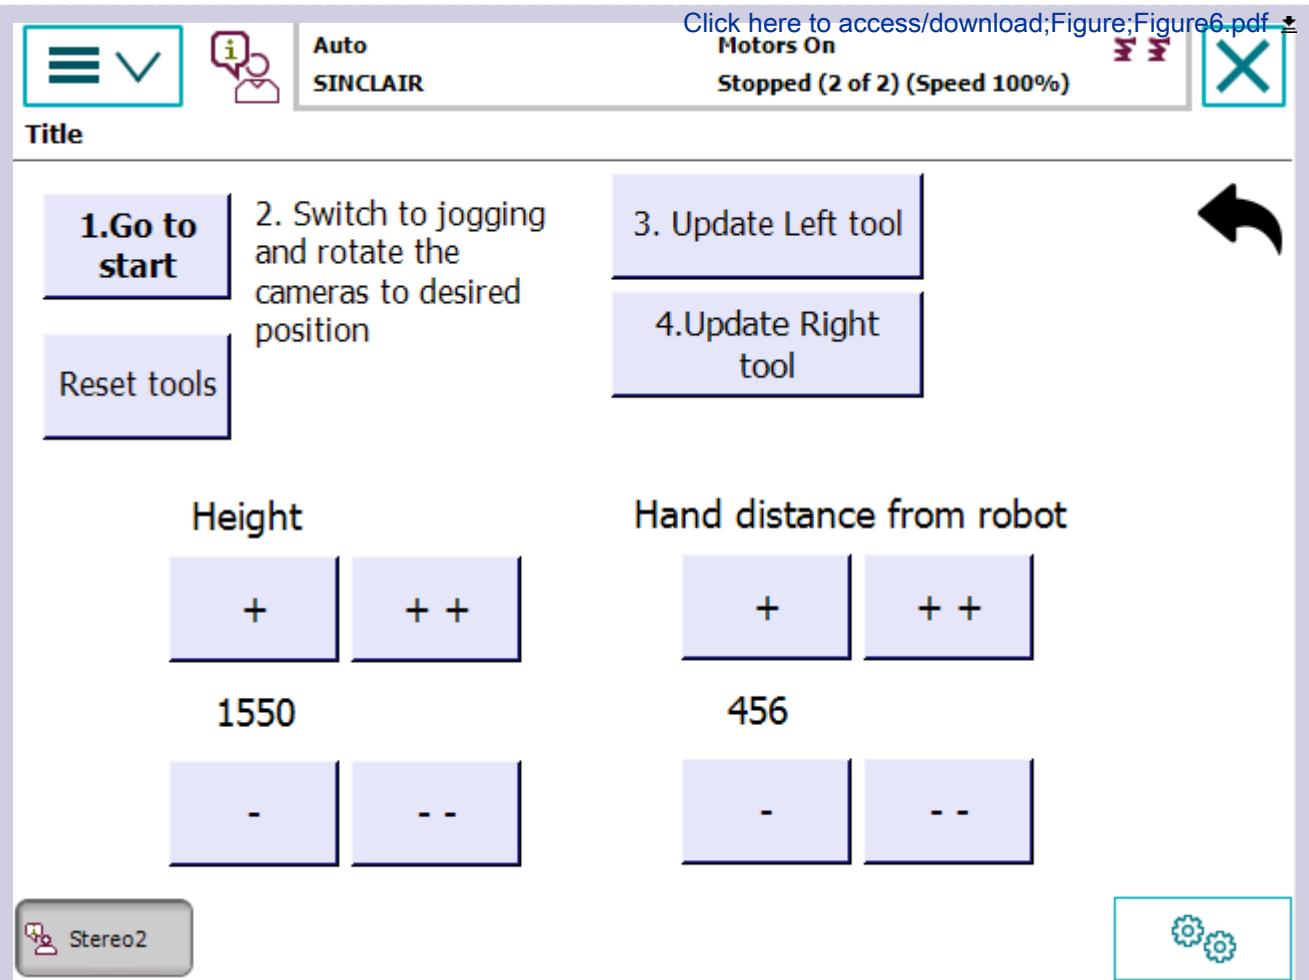 Click here to access/download;Figure;Figure6.pdf
Auto
Motors On
SINCLAIR
Stopped (2 of 2) (Speed 100%)
Title
1.Go to
start
2. Switch to jogging
and rotate the
cameras to desired
position
3. Update Left tool
4.Update Right
tool
Reset tools
Height
Hand distance from robot
+
+ +
+
+ +
1550
456
-
- -
-
- -
Stereo2